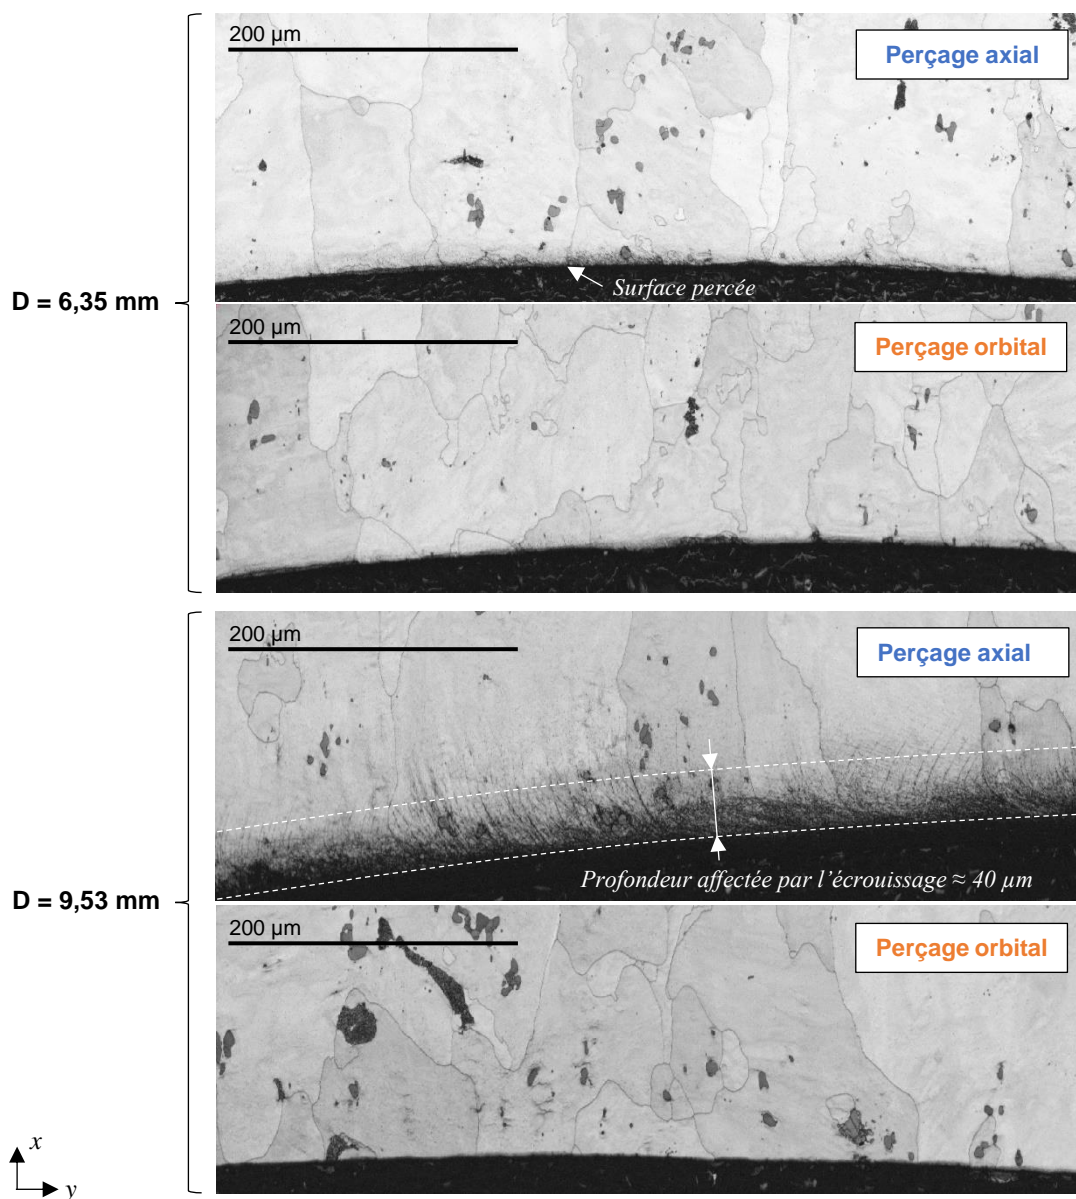 200 µm
Perçage axial
Surface percée
D = 6,35 mm
200 µm
Perçage orbital
200 µm
Perçage axial
Profondeur affectée par l'écrouissage ≈ 40 µm
D = 9,53 mm
200 µm
Perçage orbital
x
y